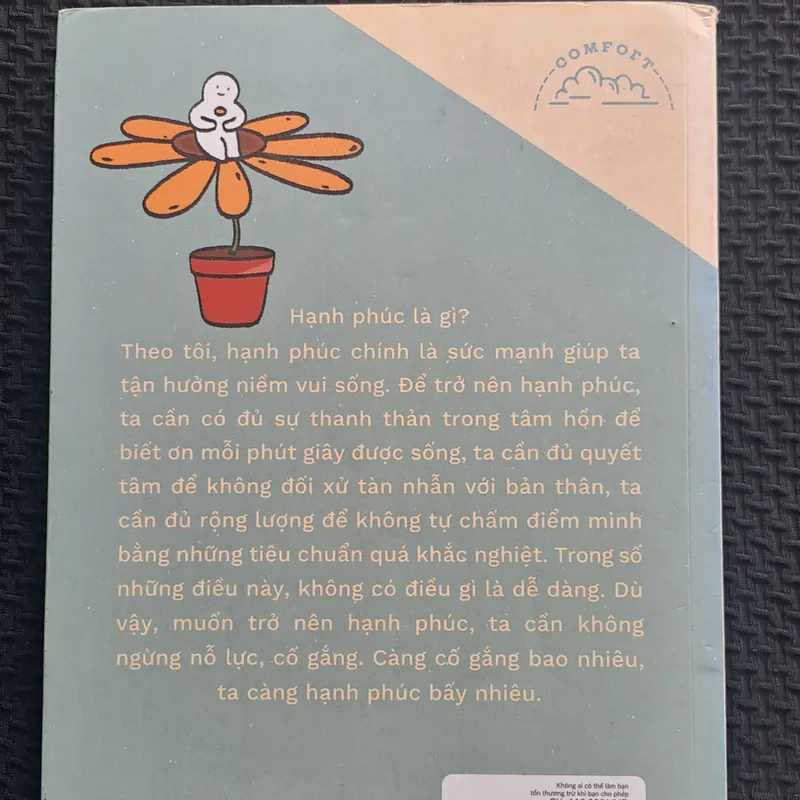 COMFORT
Hạnh phúc là gì?
Theo tôi, hạnh phúc chính là sức mạnh giúp ta
tận hưởng niềm vui sống. Để trở nên hạnh phúc,
ta cần có đủ sự thanh thản trong tâm hồn để
biết ơn mỗi phút giây được sống, ta cần đủ quyết
tâm để không đối xử tàn nhẫn với bản thân, ta
cần đủ rộng lượng để không tự chấm điểm mình
bằng những tiêu chuẩn quá khắc nghiệt. Trong số
những điều này, không có điều gì là dễ dàng. Dù
vậy, muốn trở nên hạnh phúc, ta cần không
ngừng nỗ lực, cố gắng. Càng cố gắng bao nhiêu,
ta càng hạnh phúc bấy nhiêu.
Không ai có thể làm bạn
tổn thương trừ khi bạn cho phép